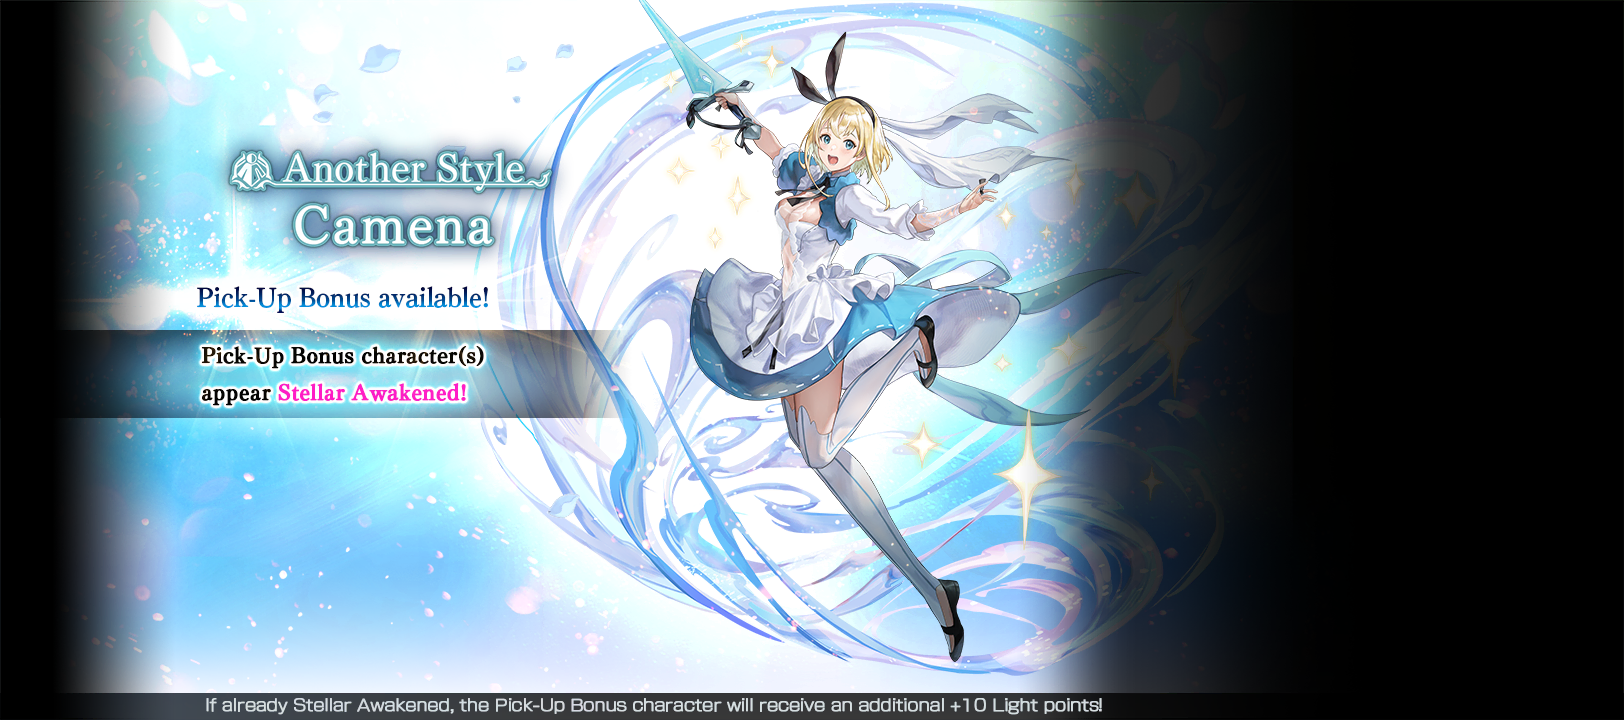 Another Style
Camena
Pick-Up Bonus available!
Pick-Up Bonus character(s)
appear Stellar Awakened!
If already Stellar Awakened, the Pick-Up Bonus character will receive an additional +10 Light points!